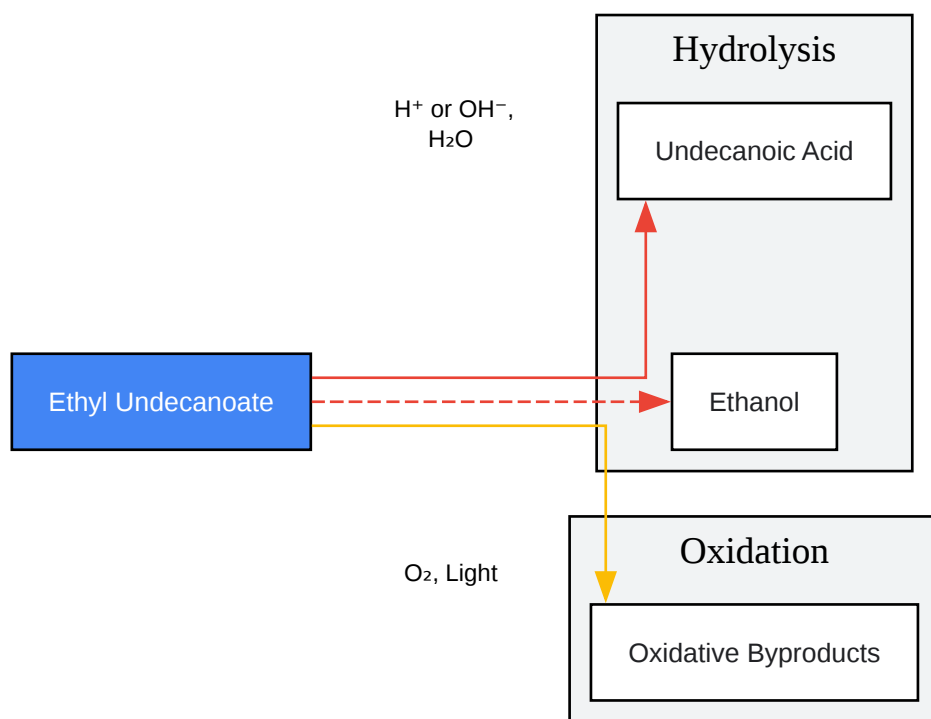 Hydrolysis
H⁺ or OH⁻,
H₂O
Undecanoic Acid
Ethyl Undecanoate
Ethanol
Oxidation
O₂, Light
Oxidative Byproducts